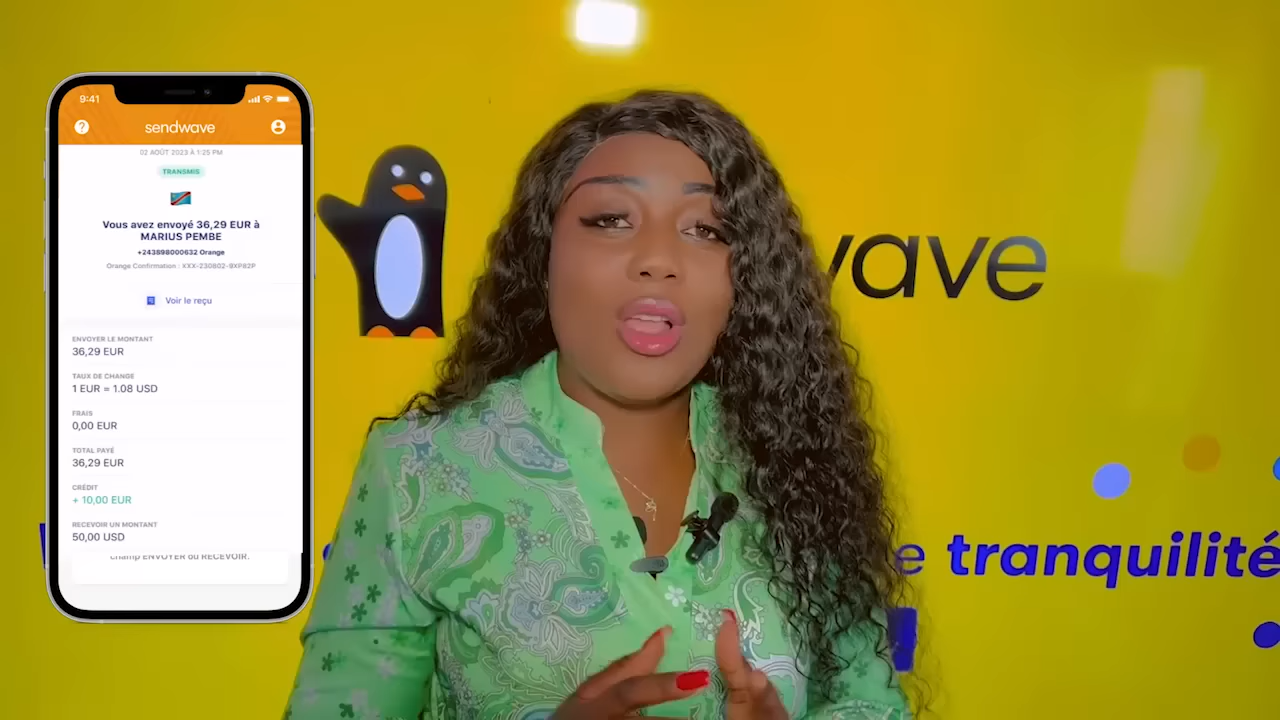 9:41
sendwave
02 AOÛT 2023 À 1:25 PM
TRANSMIS
Vous avez envoyé 36,29 EUR à
MARIUS PEMBE
+243898000632 Orange
Orange Confirmation : XXX-230802-9XP82P
Voir le reçu
ENVOYER LE MONTANT
36,29 EUR
TAUX DE CHANGE
1 EUR = 1.08 USD
FRAIS
0,00 EUR
TOTAL PAYÉ
36,29 EUR
CRÉDIT
+ 10,00 EUR
RECEVOIR UN MONTANT
50,00 USD
champ ENVOYER ou RECEVOIR.
wave
e tranquilité